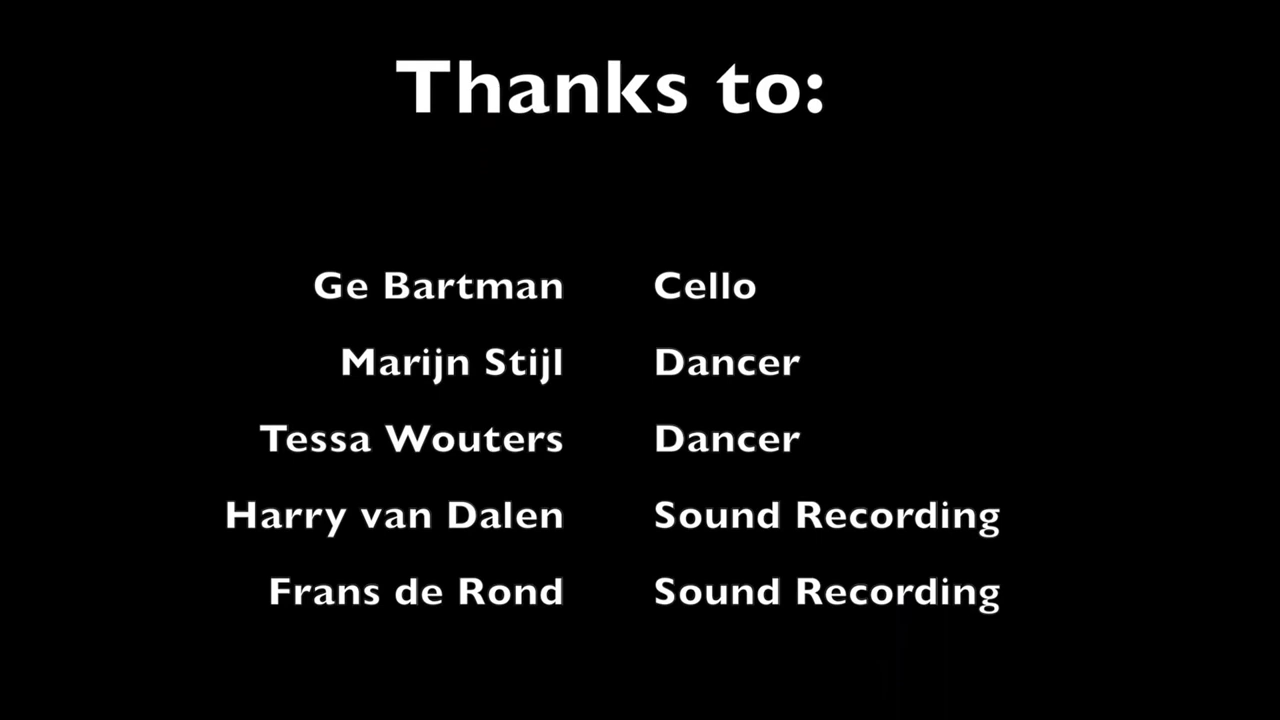 Thanks to:
Ge Bartman Cello
Marijn Stijl Dancer
Tessa Wouters Dancer
Harry van Dalen Sound Recording
Frans de Rond Sound Recording